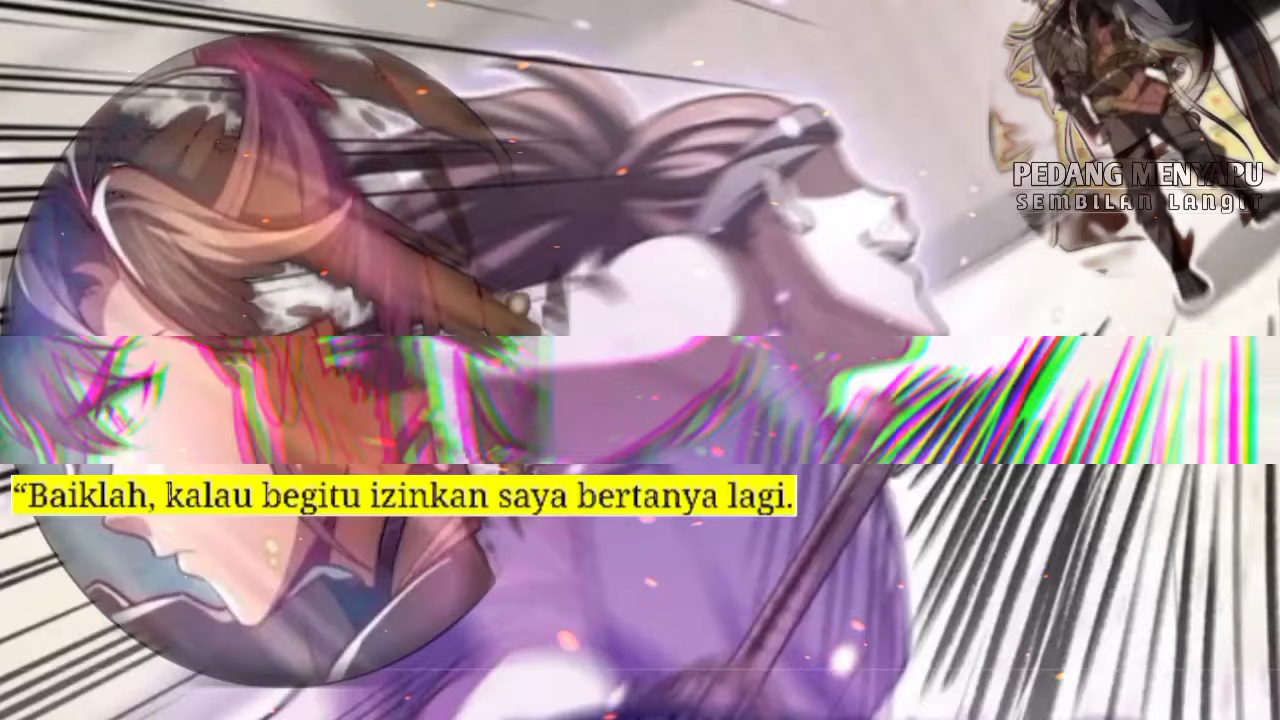 PEDANG MENYAPU
SEMBILAN LANGIT
“Baiklah, kalau begitu izinkan saya bertanya lagi.